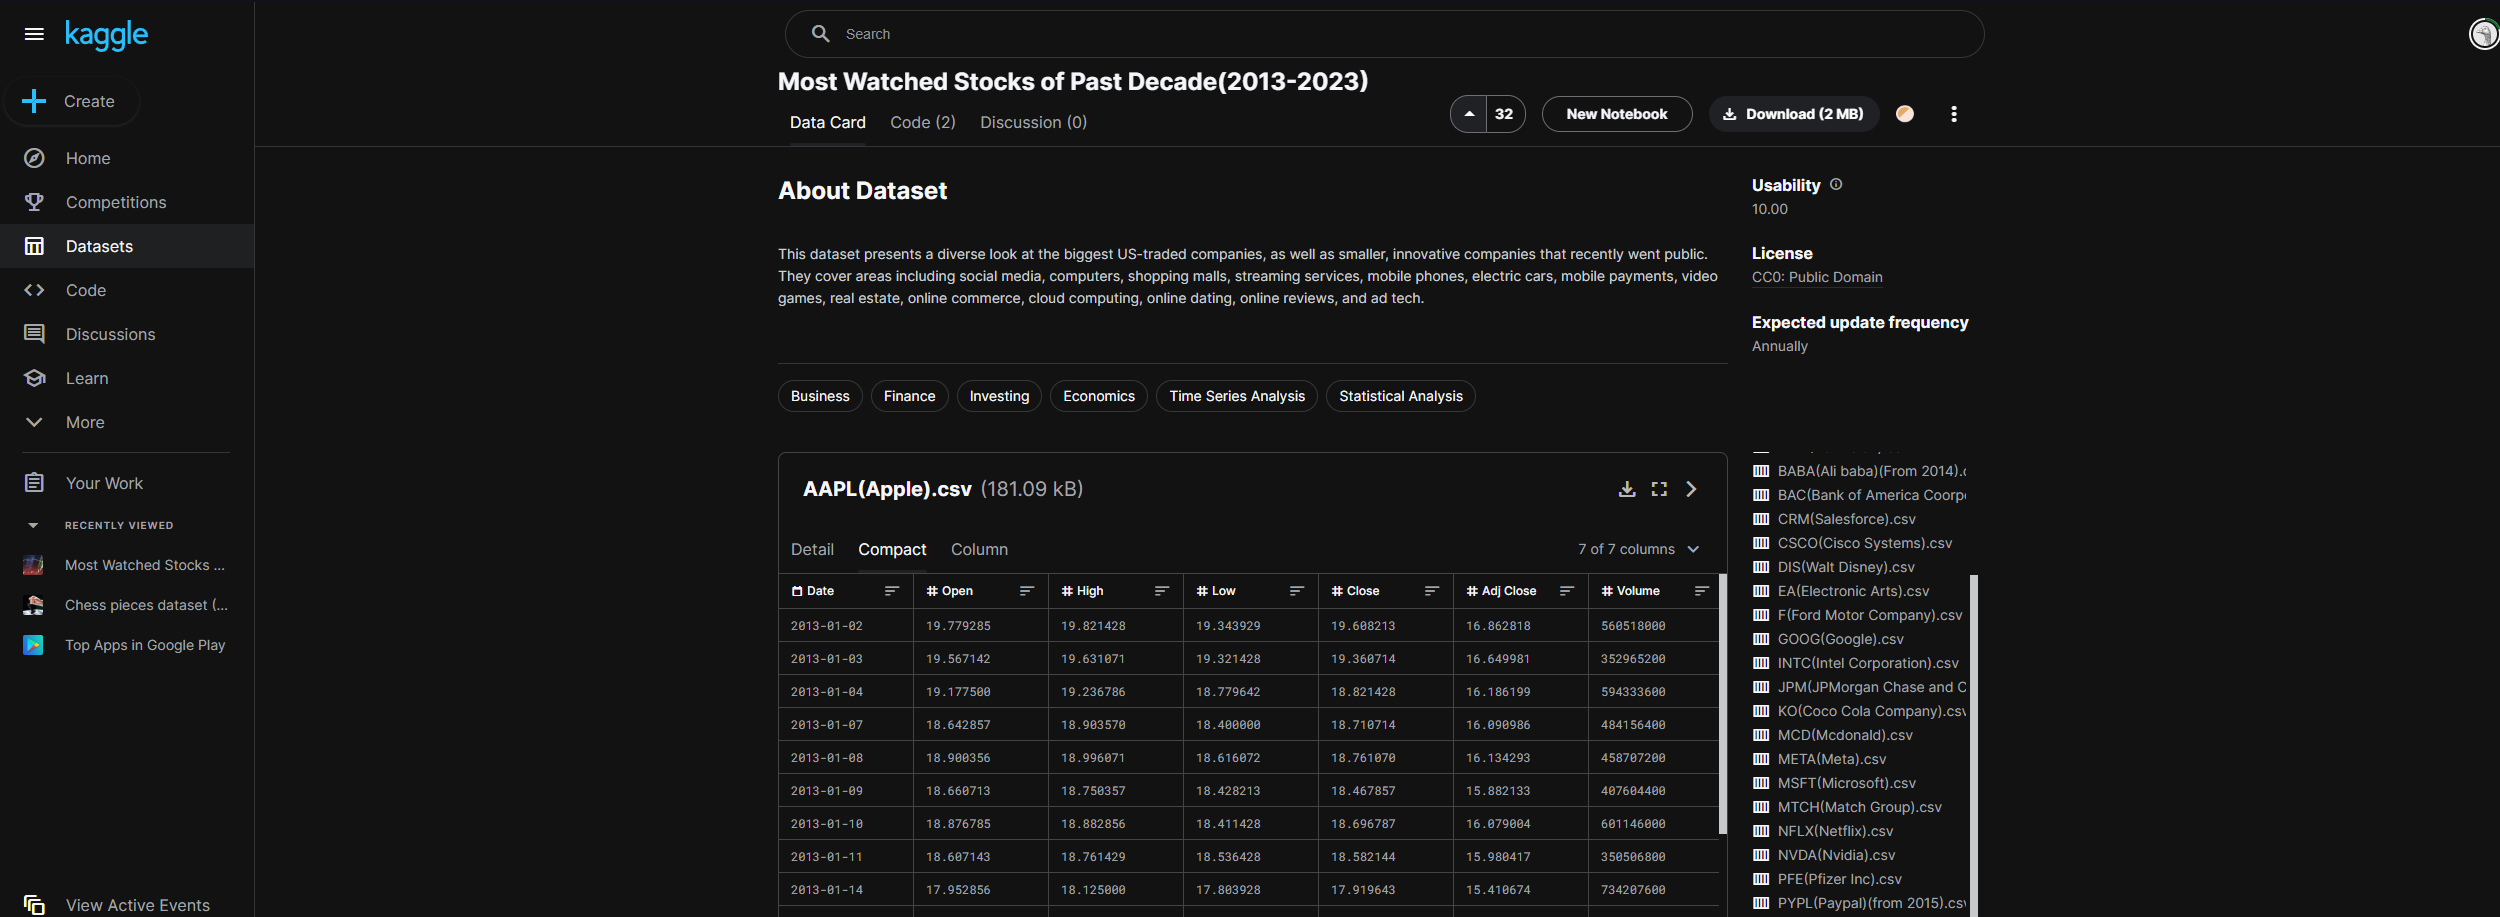 kaggle
Search
Create
Home
Competitions
Datasets
Code
Discussions
Learn
More
Your Work
RECENTLY VIEWED
Most Watched Stocks ...
Chess pieces dataset (...
Top Apps in Google Play
View Active Events
Most Watched Stocks of Past Decade(2013-2023)
Data Card Code (2) Discussion (0)
32 New Notebook Download (2 MB)
About Dataset
This dataset presents a diverse look at the biggest US-traded companies, as well as smaller, innovative companies that recently went public.
They cover areas including social media, computers, shopping malls, streaming services, mobile phones, electric cars, mobile payments, video
games, real estate, online commerce, cloud computing, online dating, online reviews, and ad tech.
Usability
10.00
License
CC0: Public Domain
Expected update frequency
Annually
Business Finance Investing Economics Time Series Analysis Statistical Analysis
AAPL(Apple).csv (181.09 kB)
Detail Compact Column 7 of 7 columns
Date # Open # High # Low # Close # Adj Close # Volume
2013-01-02 19.779285 19.821428 19.343929 19.608213 16.862818 560518000
2013-01-03 19.567142 19.631071 19.321428 19.360714 16.649981 352965200
2013-01-04 19.177500 19.236786 18.779642 18.821428 16.186199 594333600
2013-01-07 18.642857 18.903570 18.400000 18.710714 16.090986 484156400
2013-01-08 18.900356 18.996071 18.616072 18.761070 16.134293 458707200
2013-01-09 18.660713 18.750357 18.428213 18.467857 15.882133 407604400
2013-01-10 18.876785 18.882856 18.411428 18.696787 16.079004 601146000
2013-01-11 18.607143 18.761429 18.536428 18.582144 15.980417 350506800
2013-01-14 17.952856 18.125000 17.803928 17.919643 15.410674 734207600
BABA(Ali baba)(From 2014).c
BAC(Bank of America Coorpo
CRM(Salesforce).csv
CSCO(Cisco Systems).csv
DIS(Walt Disney).csv
EA(Electronic Arts).csv
F(Ford Motor Company).csv
GOOG(Google).csv
INTC(Intel Corporation).csv
JPM(JPMorgan Chase and C
KO(Coco Cola Company).csv
MCD(Mcdonald).csv
META(Meta).csv
MSFT(Microsoft).csv
MTCH(Match Group).csv
NFLX(Netflix).csv
NVDA(Nvidia).csv
PFE(Pfizer Inc).csv
PYPL(Paypal)(from 2015).csv